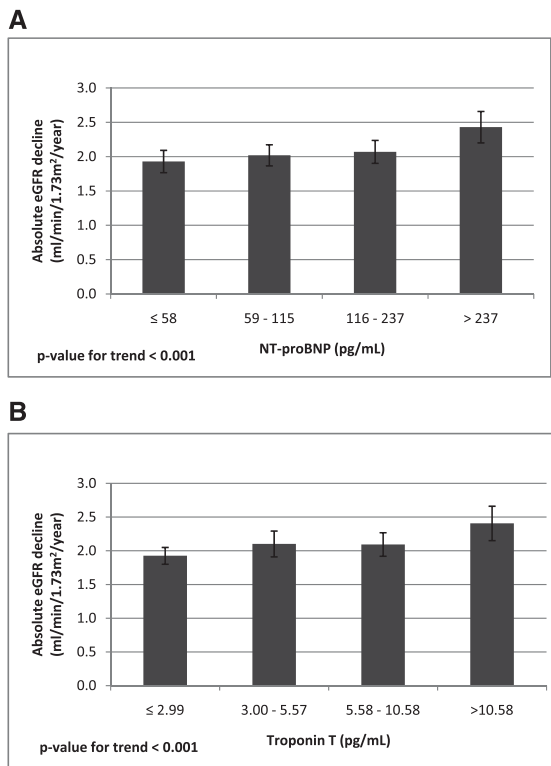 A
Absolute eGFR decline
(ml/min/1.73m²/year)
3.0
2.5
2.0
1.5
1.0
0.5
0.0
≤ 58
59 - 115
116 - 237
> 237
NT-proBNP (pg/mL)
p-value for trend < 0.001
B
Absolute eGFR decline
(ml/min/1.73m²/year)
3.0
2.5
2.0
1.5
1.0
0.5
0.0
≤ 2.99
3.00 - 5.57
5.58 - 10.58
>10.58
Troponin T (pg/mL)
p-value for trend < 0.001